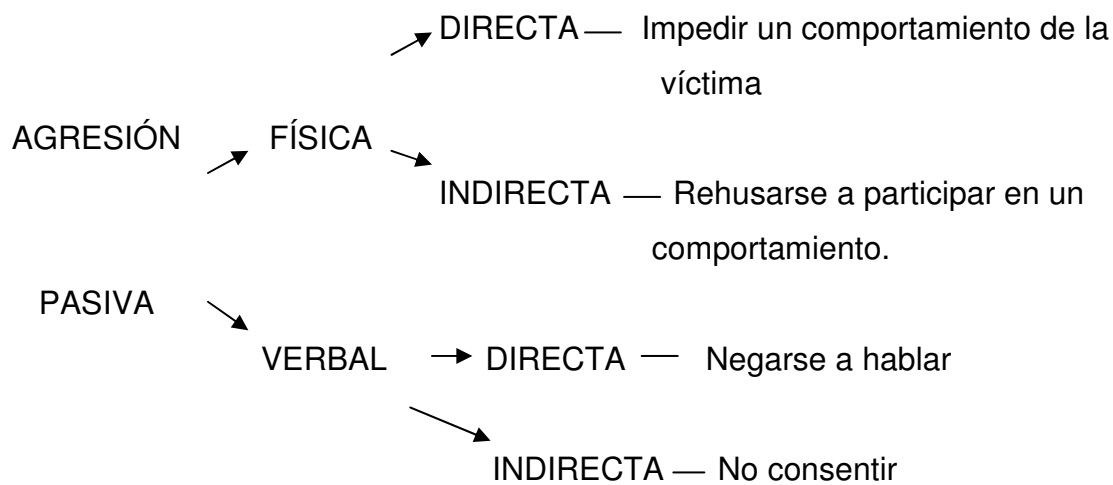 DIRECTA — Impedir un comportamiento de la
víctima
AGRESIÓN FÍSICA
INDIRECTA — Rehusarse a participar en un
comportamiento.
PASIVA
VERBAL DIRECTA — Negarse a hablar
INDIRECTA — No consentir